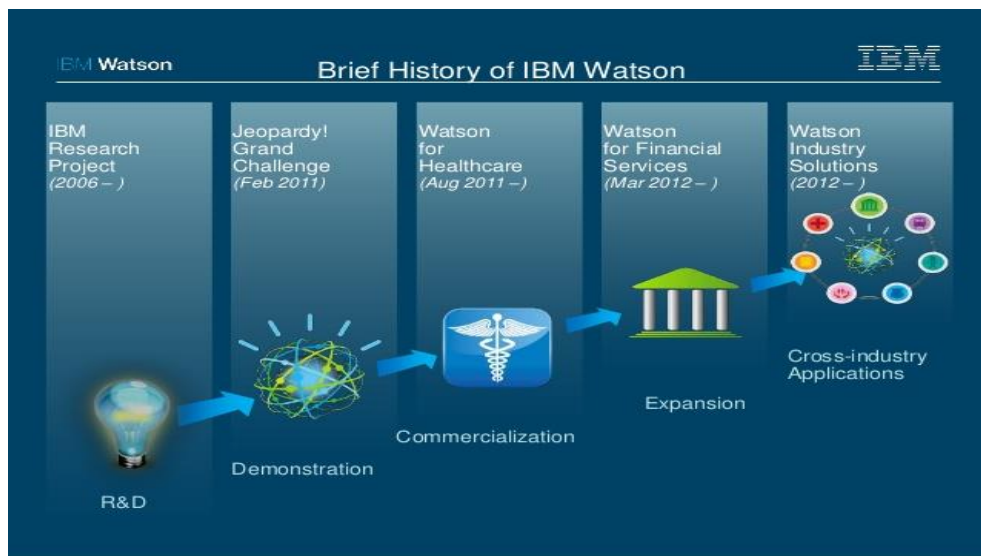 IBM Watson
Brief History of IBM Watson
IBM
IBM
Research
Project
(2006 – )
Jeopardy!
Grand
Challenge
(Feb 2011)
Watson
for
Healthcare
(Aug 2011 –)
Watson
for Financial
Services
(Mar 2012 – )
Watson
Industry
Solutions
(2012 – )
R&D
Demonstration
Commercialization
Expansion
Cross-industry
Applications